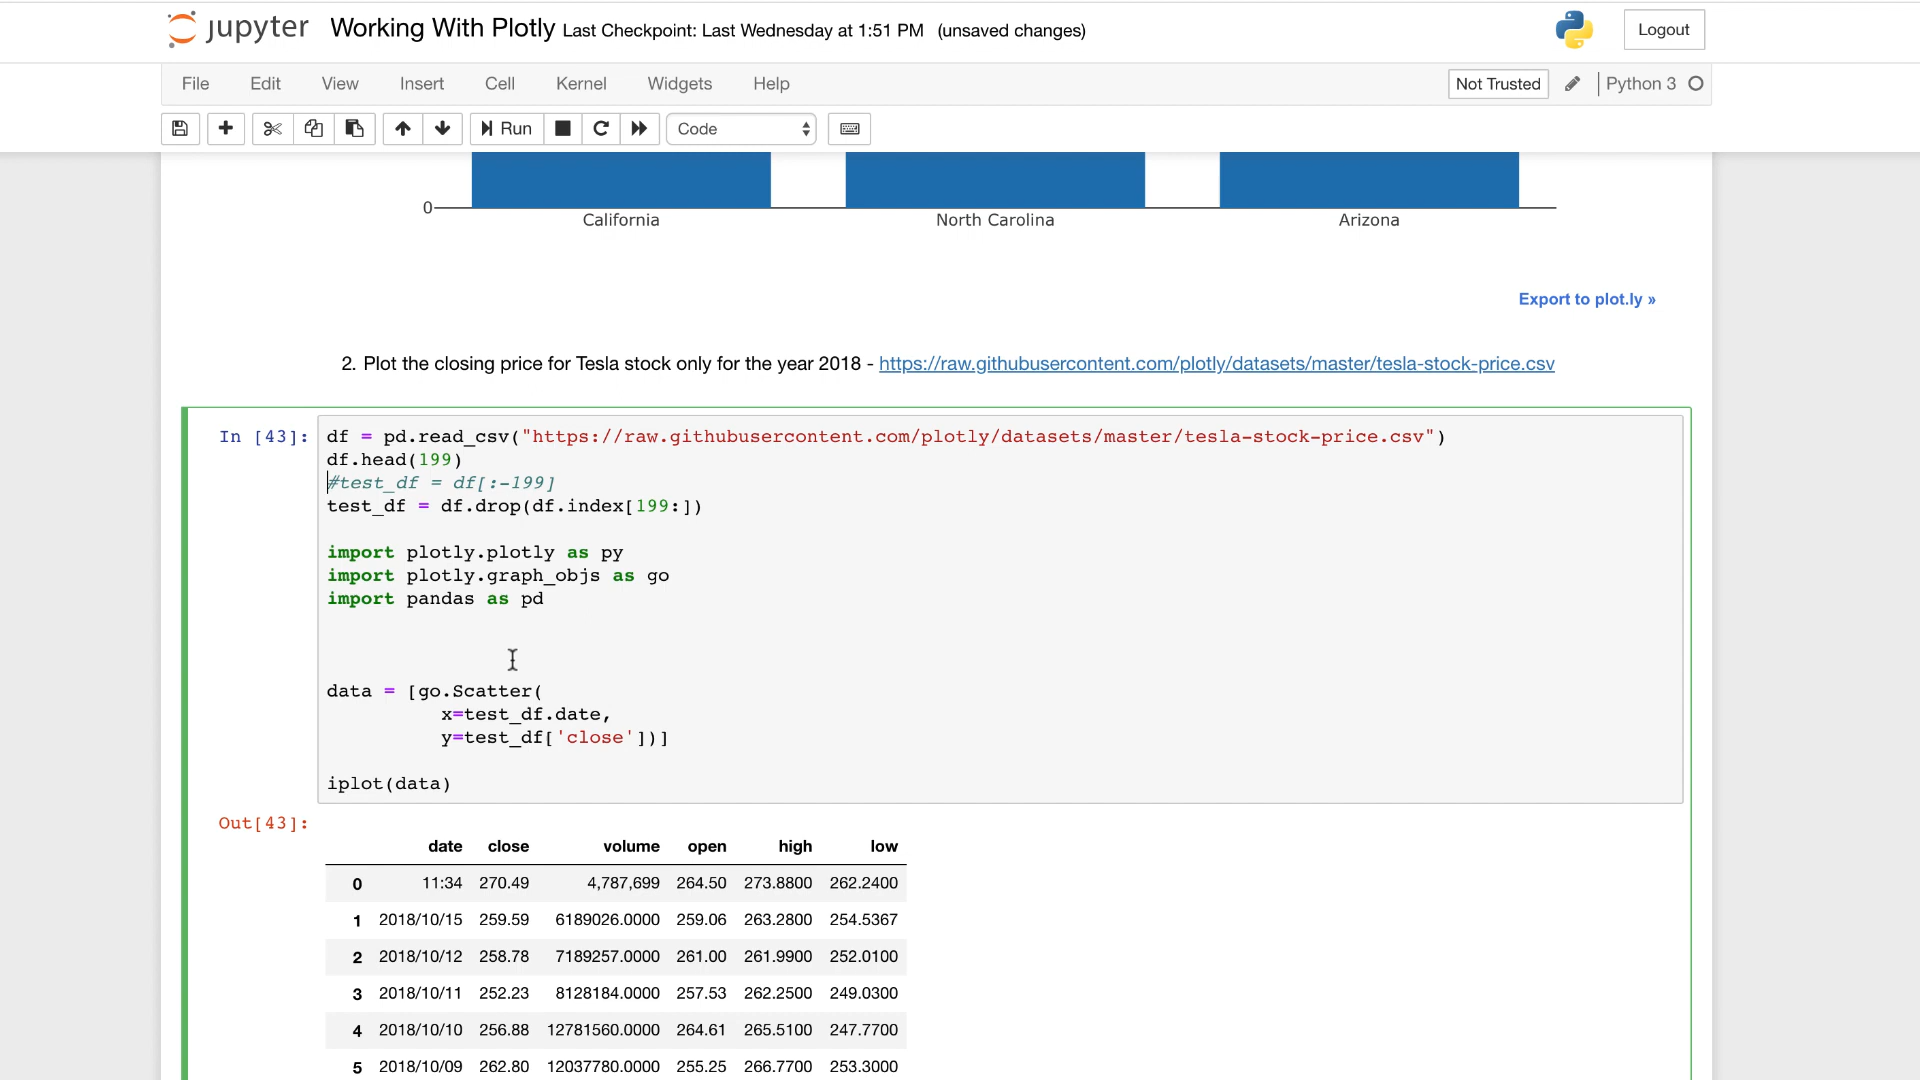 jupyter Working With Plotly Last Checkpoint: Last Wednesday at 1:51 PM (unsaved changes) Logout
File Edit View Insert Cell Kernel Widgets Help Not Trusted Python 3
Run Code
0
California North Carolina Arizona
Export to plot.ly »
2. Plot the closing price for Tesla stock only for the year 2018 - https://raw.githubusercontent.com/plotly/datasets/master/tesla-stock-price.csv
In [43]: df = pd.read_csv("https://raw.githubusercontent.com/plotly/datasets/master/tesla-stock-price.csv")
df.head(199)
#test_df = df[:-199]
test_df = df.drop(df.index[199:])
import plotly.plotly as py
import plotly.graph_objs as go
import pandas as pd
data = [go.Scatter(
x=test_df.date,
y=test_df['close'])]
iplot(data)
Out[43]:
date close volume open high low
0 11:34 270.49 4,787,699 264.50 273.8800 262.2400
1 2018/10/15 259.59 6189026.0000 259.06 263.2800 254.5367
2 2018/10/12 258.78 7189257.0000 261.00 261.9900 252.0100
3 2018/10/11 252.23 8128184.0000 257.53 262.2500 249.0300
4 2018/10/10 256.88 12781560.0000 264.61 265.5100 247.7700
5 2018/10/09 262.80 12037780.0000 255.25 266.7700 253.3000